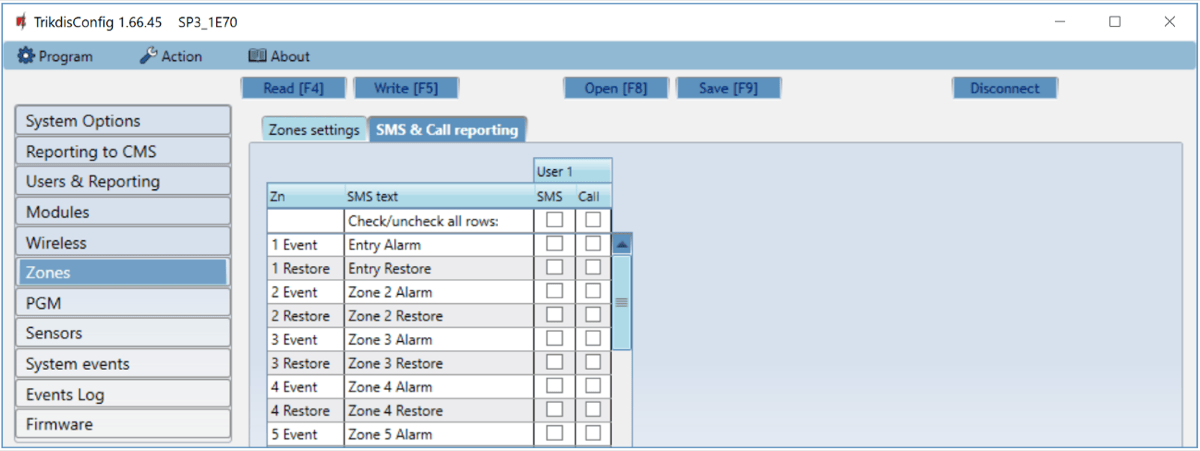 TrikdisConfig 1.66.45 SP3_1E70
Program Action About
Read [F4] Write [F5] Open [F8] Save [F9] Disconnect
System Options
Reporting to CMS
Users & Reporting
Modules
Wireless
Zones
PGM
Sensors
System events
Events Log
Firmware
Zones settings SMS & Call reporting
User 1
Zn SMS text SMS Call
Check/uncheck all rows:
1 Event Entry Alarm
1 Restore Entry Restore
2 Event Zone 2 Alarm
2 Restore Zone 2 Restore
3 Event Zone 3 Alarm
3 Restore Zone 3 Restore
4 Event Zone 4 Alarm
4 Restore Zone 4 Restore
5 Event Zone 5 Alarm